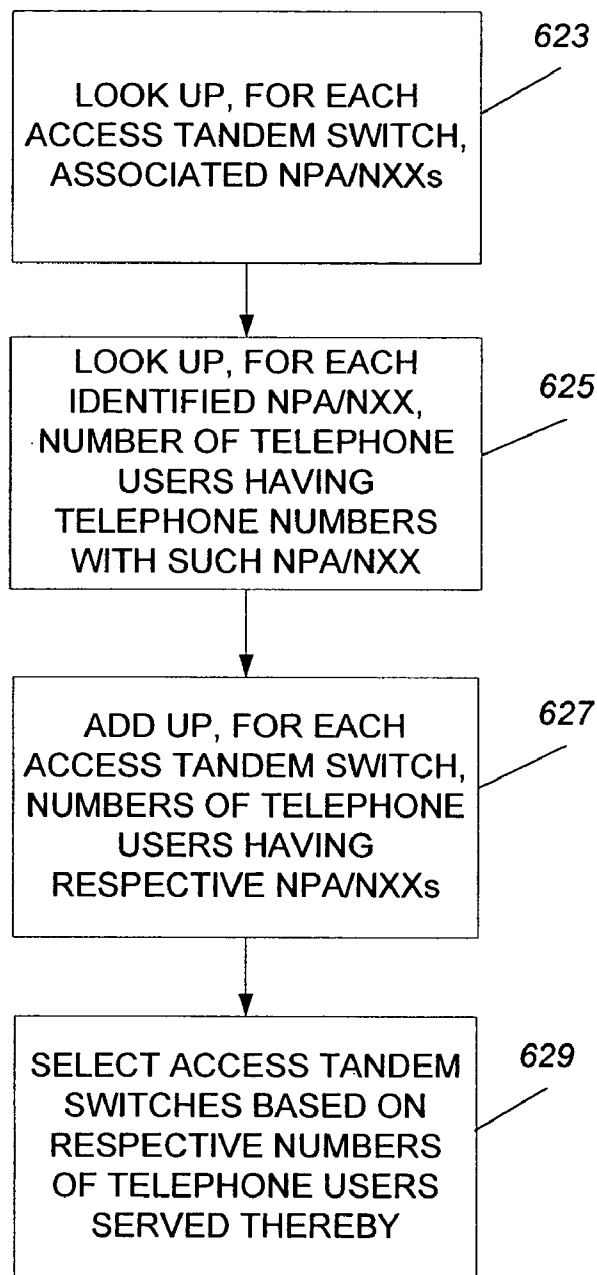 623
LOOK UP, FOR EACH
ACCESS TANDEM SWITCH,
ASSOCIATED NPA/NXXs
625
LOOK UP, FOR EACH
IDENTIFIED NPA/NXX,
NUMBER OF TELEPHONE
USERS HAVING
TELEPHONE NUMBERS
WITH SUCH NPA/NXX
627
ADD UP, FOR EACH
ACCESS TANDEM SWITCH,
NUMBERS OF TELEPHONE
USERS HAVING
RESPECTIVE NPA/NXXs
629
SELECT ACCESS TANDEM
SWITCHES BASED ON
RESPECTIVE NUMBERS
OF TELEPHONE USERS
SERVED THEREBY